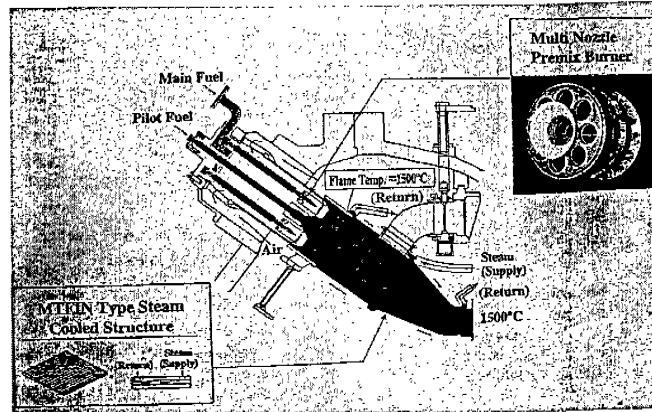 Multi Nozzle
Premix Burner
Main Fuel
Pilot Fuel
Flame Temp.=1500°C
(Return)
Air
Steam
(Supply)
(Return)
1500°C
MTFIN Type Steam
Cooled Structure
Steam
(Return) (Supply)